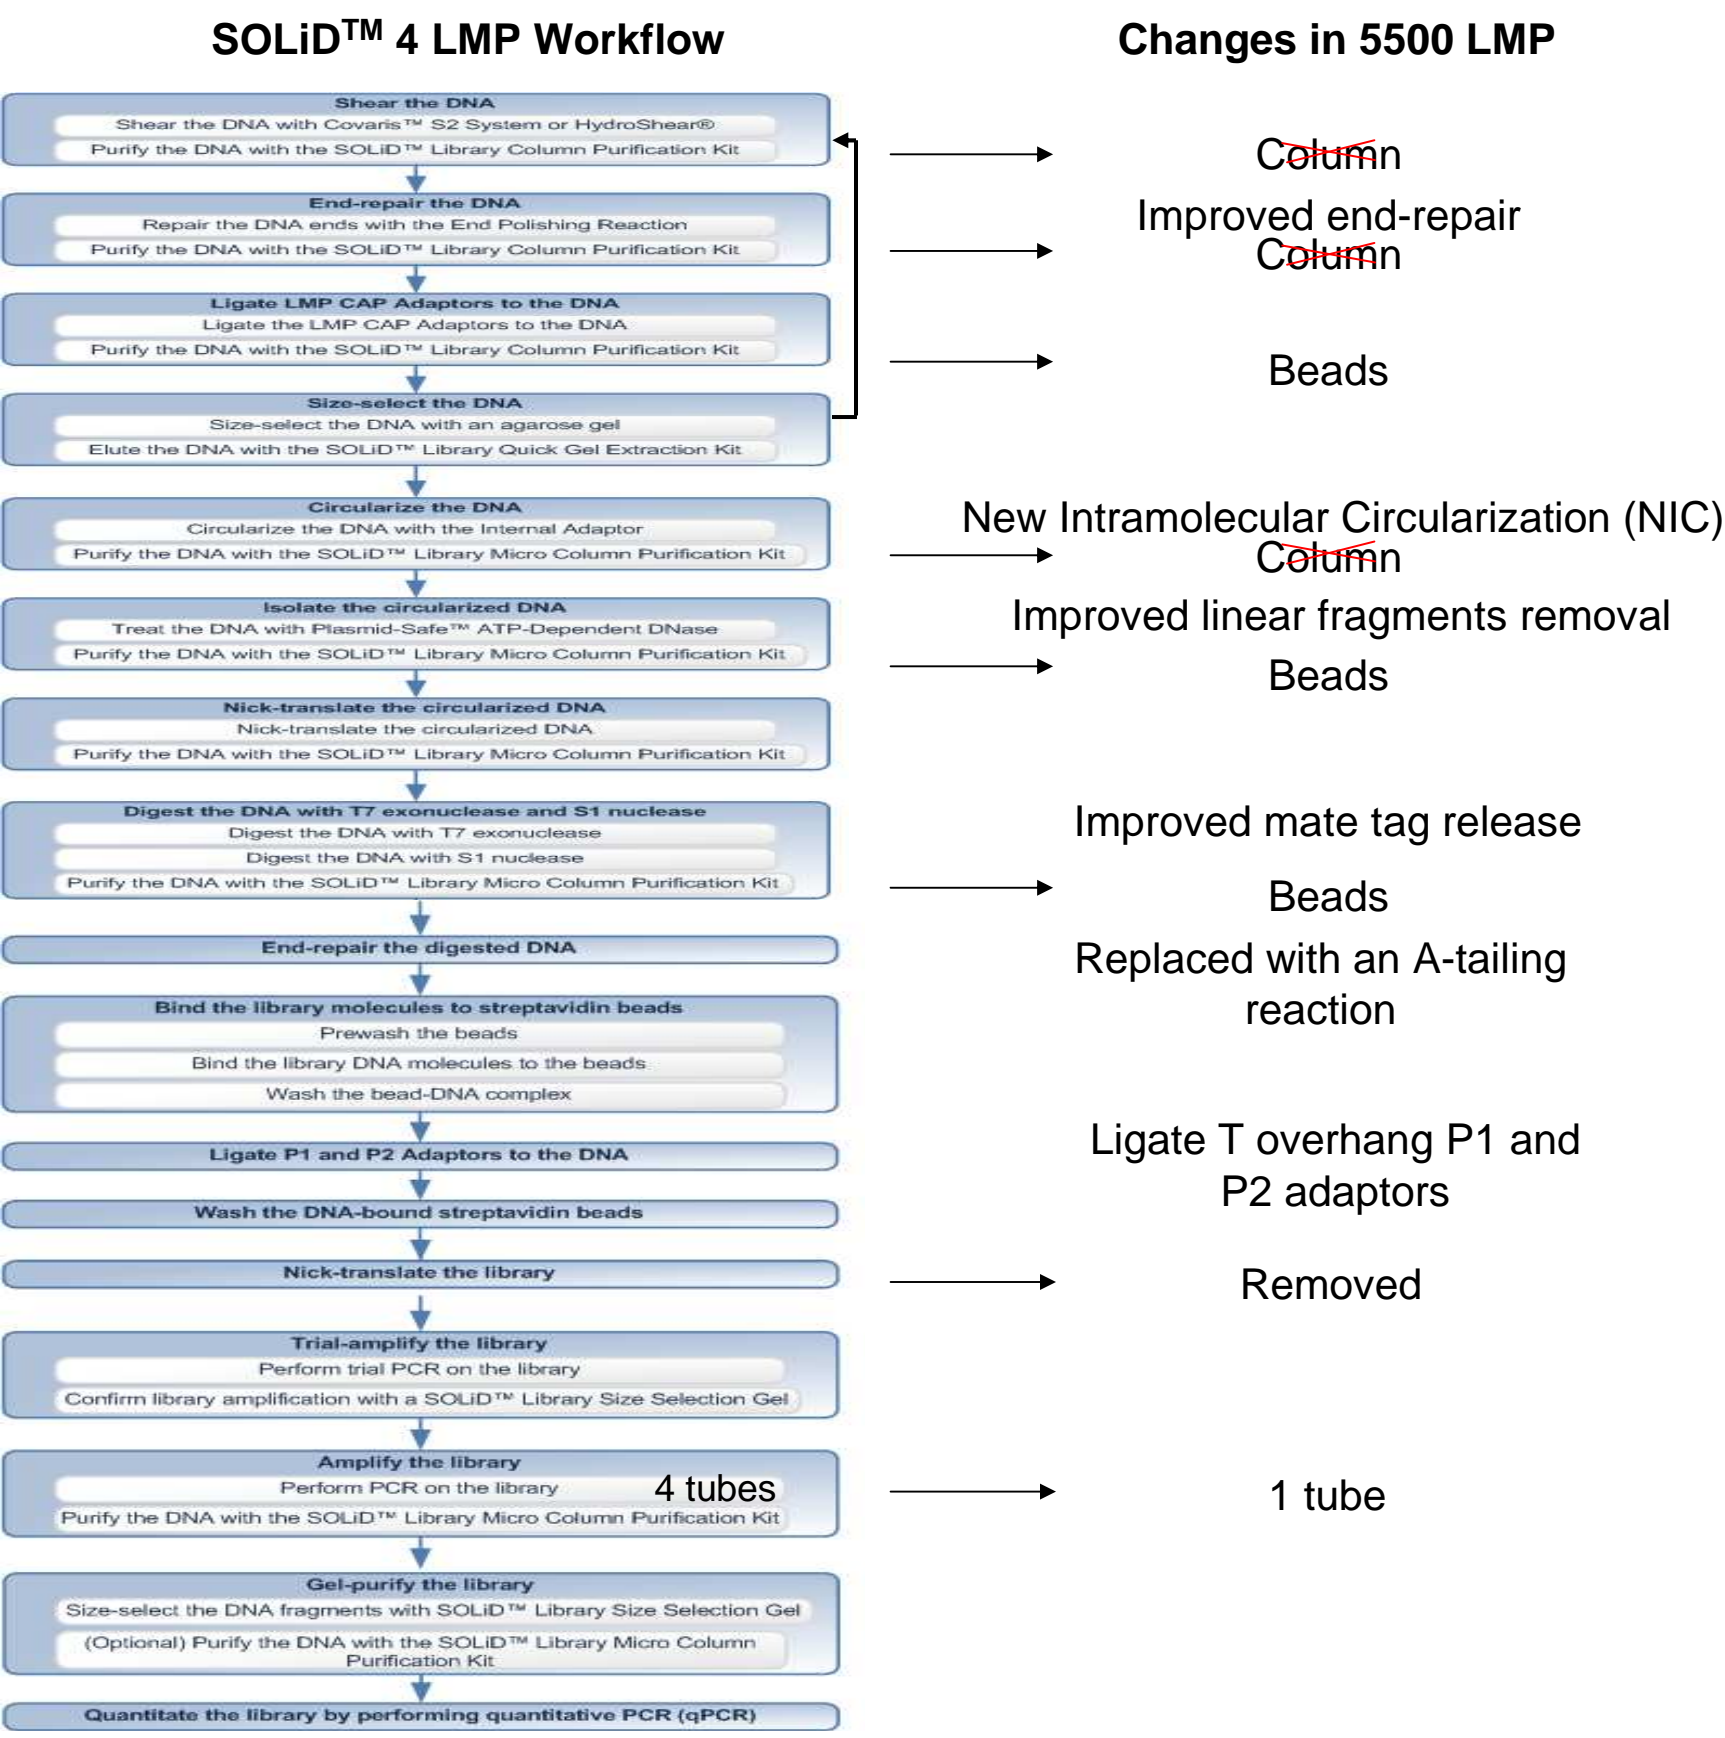 SOLiD™ 4 LMP Workflow
Changes in 5500 LMP
Shear the DNA
Shear the DNA with Covaris™ S2 System or HydroShear®
Purify the DNA with the SOLiD™ Library Column Purification Kit
Column
End-repair the DNA
Repair the DNA ends with the End Polishing Reaction
Purify the DNA with the SOLiD™ Library Column Purification Kit
Improved end-repair
Column
Ligate LMP CAP Adaptors to the DNA
Ligate the LMP CAP Adaptors to the DNA
Purify the DNA with the SOLiD™ Library Column Purification Kit
Beads
Size-select the DNA
Size-select the DNA with an agarose gel
Elute the DNA with the SOLiD™ Library Quick Gel Extraction Kit
Circularize the DNA
Circularize the DNA with the Internal Adaptor
Purify the DNA with the SOLiD™ Library Micro Column Purification Kit
New Intramolecular Circularization (NIC)
Column
Isolate the circularized DNA
Treat the DNA with Plasmid-Safe™ ATP-Dependent DNase
Purify the DNA with the SOLiD™ Library Micro Column Purification Kit
Improved linear fragments removal
Beads
Nick-translate the circularized DNA
Nick-translate the circularized DNA
Purify the DNA with the SOLiD™ Library Micro Column Purification Kit
Digest the DNA with T7 exonuclease and S1 nuclease
Digest the DNA with T7 exonuclease
Digest the DNA with S1 nuclease
Purify the DNA with the SOLiD™ Library Micro Column Purification Kit
Improved mate tag release
Beads
End-repair the digested DNA
Replaced with an A-tailing
reaction
Bind the library molecules to streptavidin beads
Prewash the beads
Bind the library DNA molecules to the beads
Wash the bead-DNA complex
Ligate P1 and P2 Adaptors to the DNA
Ligate T overhang P1 and
P2 adaptors
Wash the DNA-bound streptavidin beads
Nick-translate the library
Removed
Trial-amplify the library
Perform trial PCR on the library
Confirm library amplification with a SOLiD™ Library Size Selection Gel
Amplify the library
Perform PCR on the library 4 tubes
Purify the DNA with the SOLiD™ Library Micro Column Purification Kit
1 tube
Gel-purify the library
Size-select the DNA fragments with SOLiD™ Library Size Selection Gel
(Optional) Purify the DNA with the SOLiD™ Library Micro Column
Purification Kit
Quantitate the library by performing quantitative PCR (qPCR)